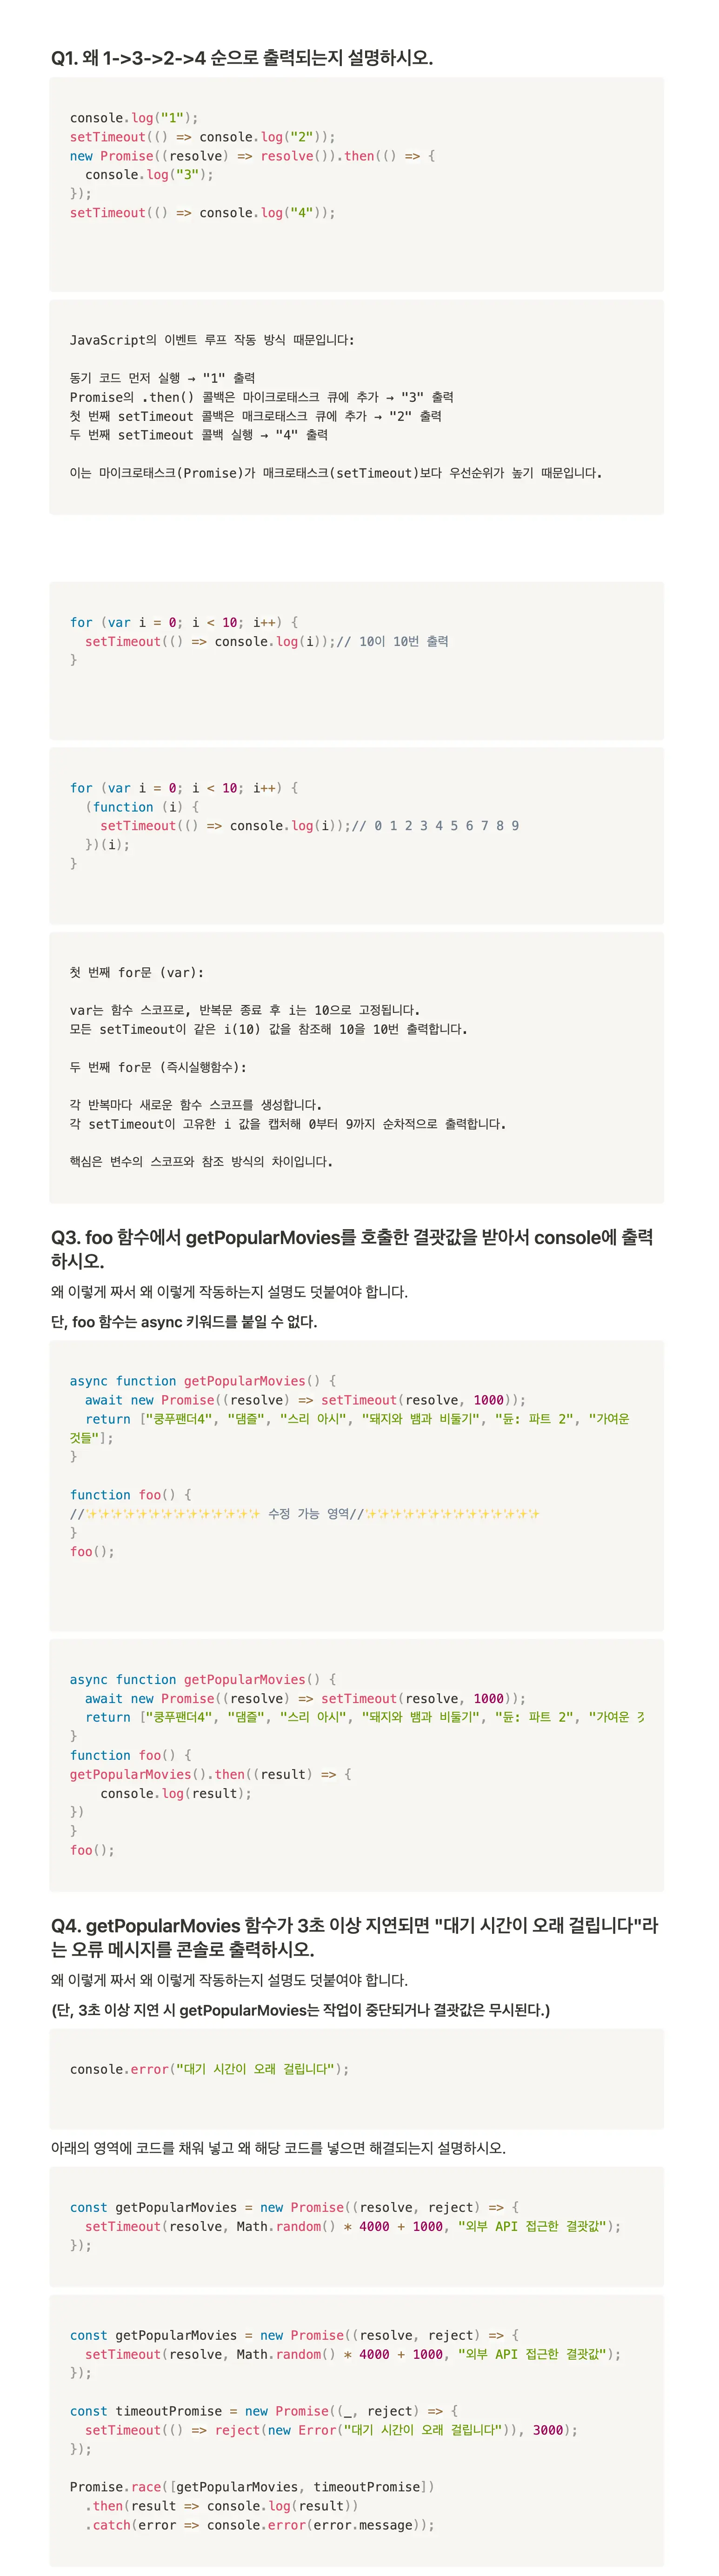 Q1. 왜 1->3->2->4 순으로 출력되는지 설명하시오.
console.log("1");
setTimeout(() => console.log("2"));
new Promise((resolve) => resolve()).then(() => {
  console.log("3");
});
setTimeout(() => console.log("4"));
JavaScript의 이벤트 루프 작동 방식 때문입니다:
동기 코드 먼저 실행 → "1" 출력
Promise의 .then() 콜백은 마이크로태스크 큐에 추가 → "3" 출력
첫 번째 setTimeout 콜백은 매크로태스크 큐에 추가 → "2" 출력
두 번째 setTimeout 콜백 실행 → "4" 출력
이는 마이크로태스크(Promise)가 매크로태스크(setTimeout)보다 우선순위가 높기 때문입니다.
for (var i = 0; i < 10; i++) {
  setTimeout(() => console.log(i));// 10이 10번 출력
}
for (var i = 0; i < 10; i++) {
  (function (i) {
    setTimeout(() => console.log(i));// 0 1 2 3 4 5 6 7 8 9
  })(i);
}
첫 번째 for문 (var):
var는 함수 스코프로, 반복문 종료 후 i는 10으로 고정됩니다.
모든 setTimeout이 같은 i(10) 값을 참조해 10을 10번 출력합니다.
두 번째 for문 (즉시실행함수):
각 반복마다 새로운 함수 스코프를 생성합니다.
각 setTimeout이 고유한 i 값을 캡처해 0부터 9까지 순차적으로 출력합니다.
핵심은 변수의 스코프와 참조 방식의 차이입니다.
Q3. foo 함수에서 getPopularMovies를 호출한 결괏값을 받아서 console에 출력
하시오.
왜 이렇게 짜서 왜 이렇게 작동하는지 설명도 덧붙여야 합니다.
단, foo 함수는 async 키워드를 붙일 수 없다.
async function getPopularMovies() {
  await new Promise((resolve) => setTimeout(resolve, 1000));
  return ["쿵푸팬더4", "댐즐", "스리 아시", "돼지와 뱀과 비둘기", "듄: 파트 2", "가여운
것들"];
}
function foo() {
//✨✨✨✨✨✨✨✨✨✨✨✨✨✨ 수정 가능 영역//✨✨✨✨✨✨✨✨✨✨✨✨✨✨
}
foo();
async function getPopularMovies() {
  await new Promise((resolve) => setTimeout(resolve, 1000));
  return ["쿵푸팬더4", "댐즐", "스리 아시", "돼지와 뱀과 비둘기", "듄: 파트 2", "가여운
}
function foo() {
getPopularMovies().then((result) => {
    console.log(result);
})
}
foo();
Q4. getPopularMovies 함수가 3초 이상 지연되면 "대기 시간이 오래 걸립니다"라
는 오류 메시지를 콘솔로 출력하시오.
왜 이렇게 짜서 왜 이렇게 작동하는지 설명도 덧붙여야 합니다.
(단, 3초 이상 지연 시 getPopularMovies는 작업이 중단되거나 결괏값은 무시된다.)
console.error("대기 시간이 오래 걸립니다");
아래의 영역에 코드를 채워 넣고 왜 해당 코드를 넣으면 해결되는지 설명하시오.
const getPopularMovies = new Promise((resolve, reject) => {
  setTimeout(resolve, Math.random() * 4000 + 1000, "외부 API 접근한 결괏값");
});
const getPopularMovies = new Promise((resolve, reject) => {
  setTimeout(resolve, Math.random() * 4000 + 1000, "외부 API 접근한 결괏값");
});
const timeoutPromise = new Promise((_, reject) => {
  setTimeout(() => reject(new Error("대기 시간이 오래 걸립니다")), 3000);
});
Promise.race([getPopularMovies, timeoutPromise])
  .then(result => console.log(result))
  .catch(error => console.error(error.message));